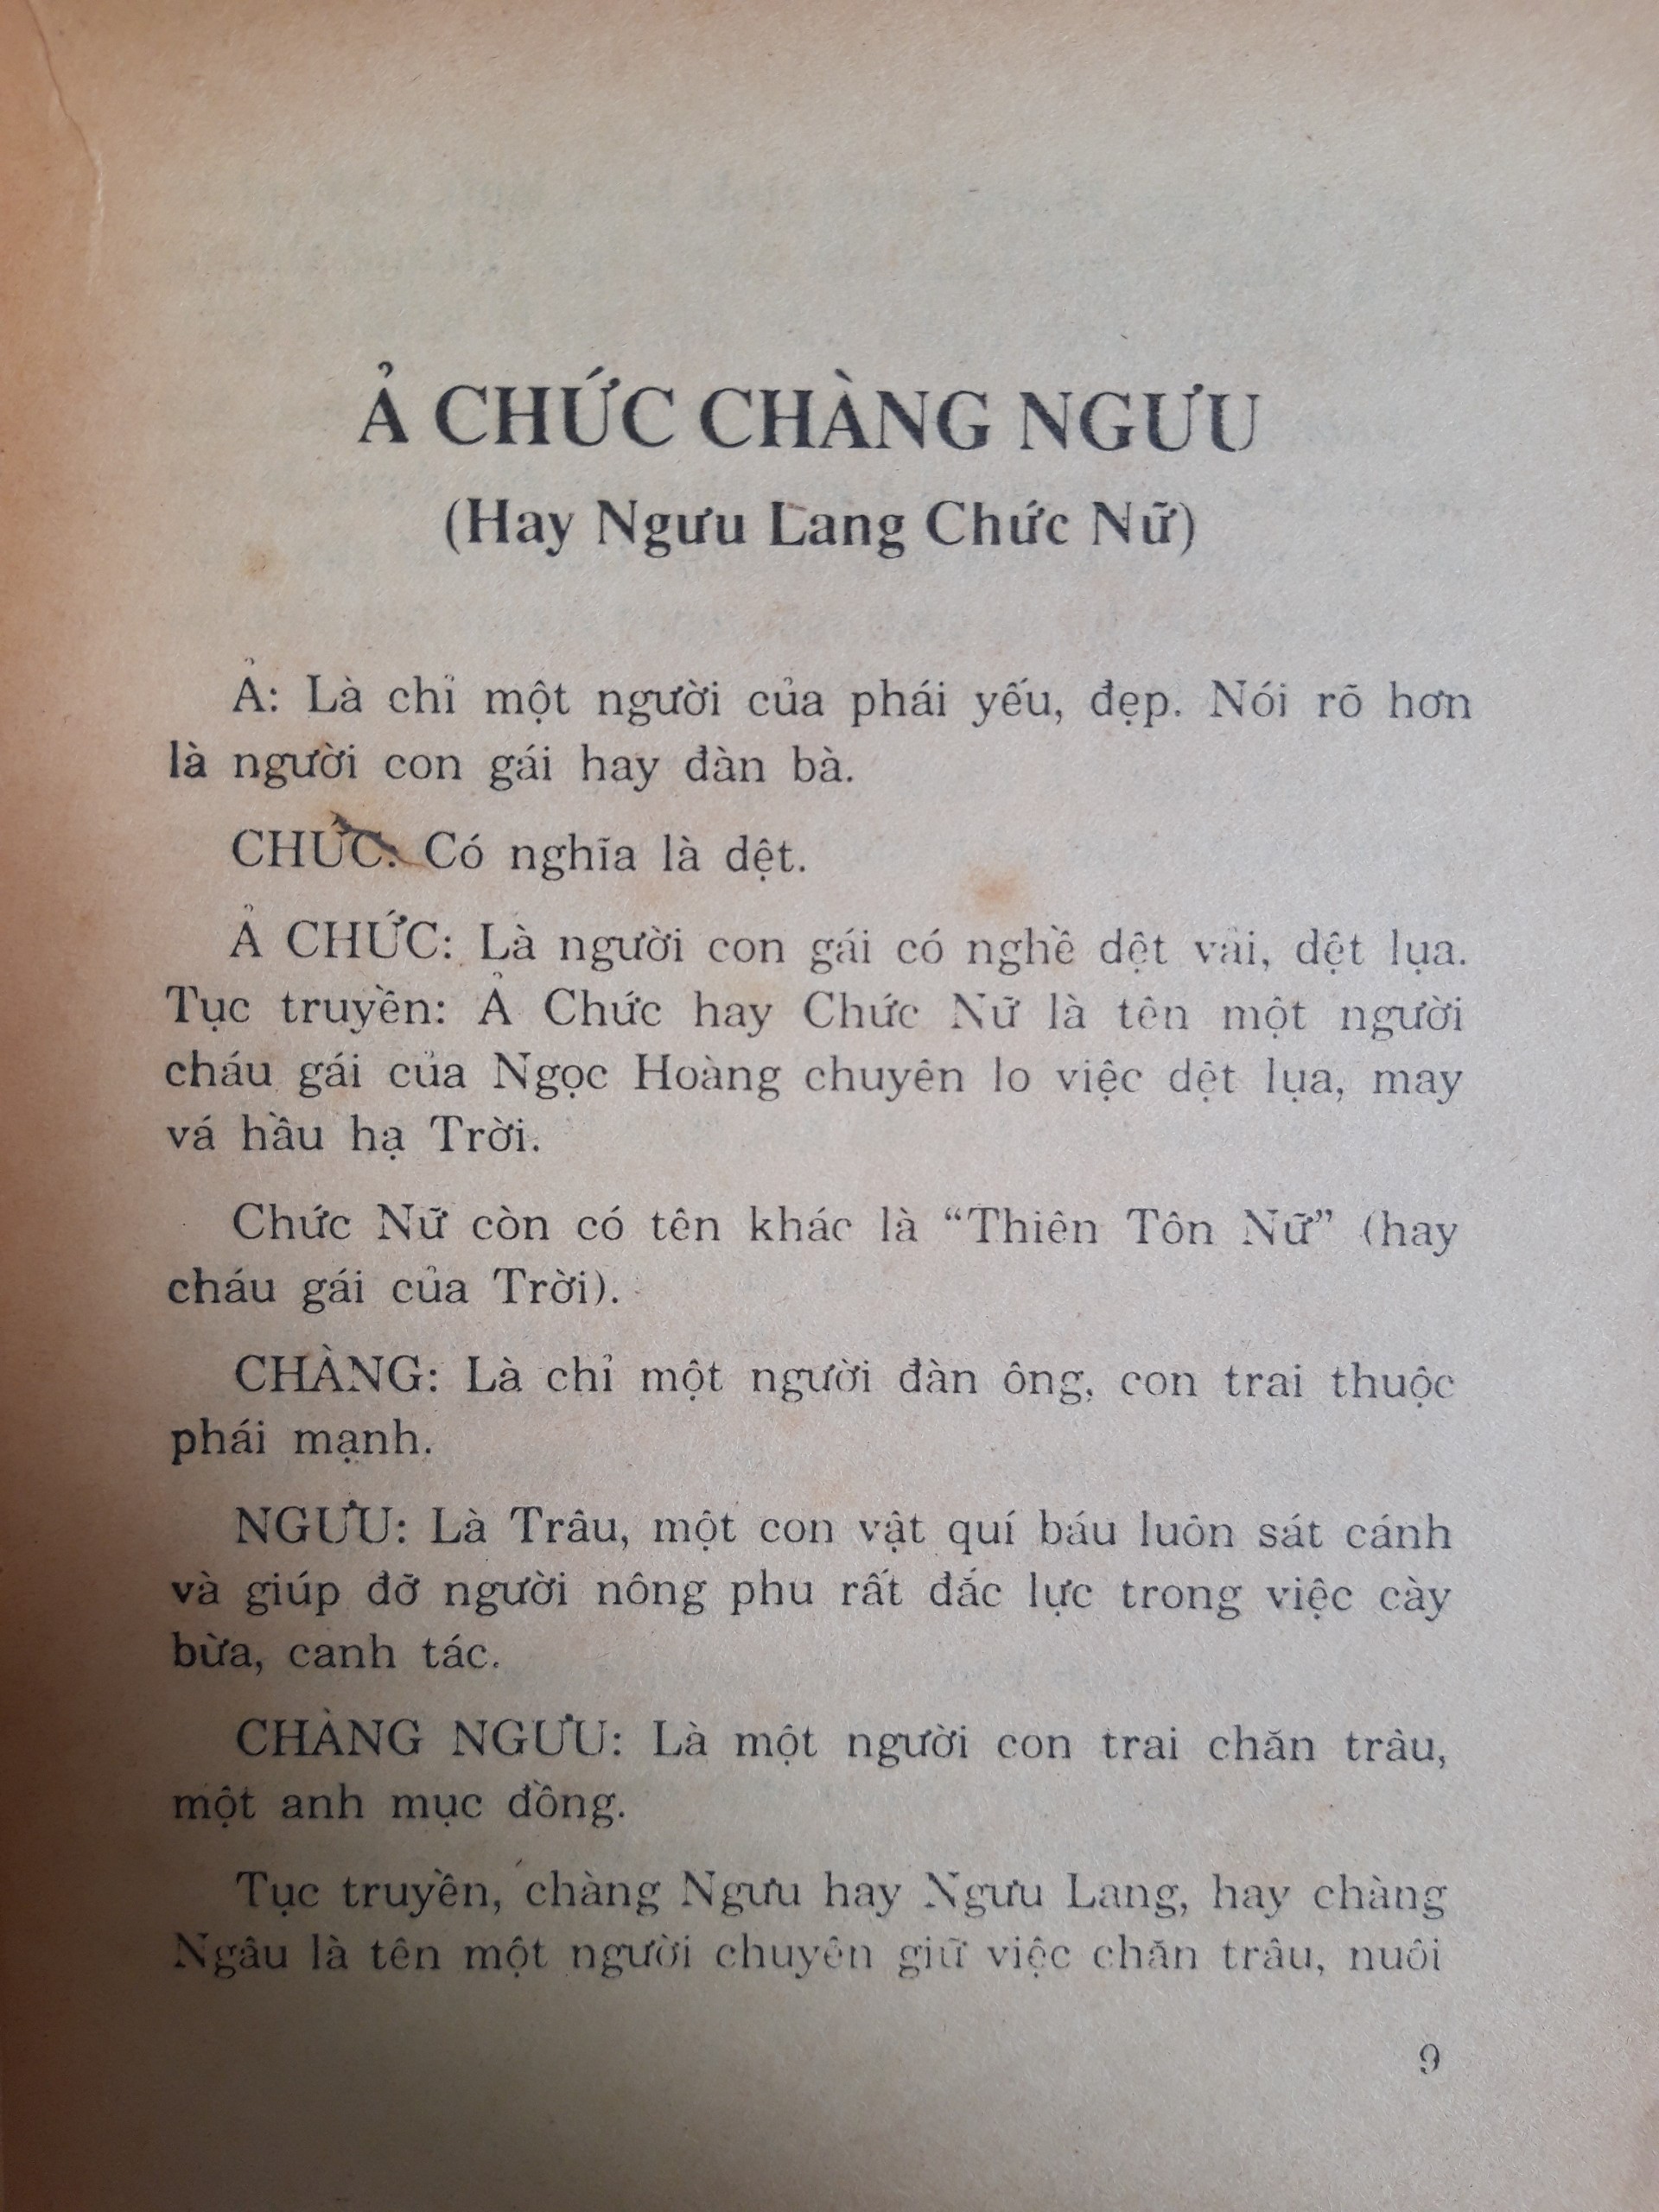 Ả CHỨC CHÀNG NGƯU
(Hay Ngưu Lang Chức Nữ)
Ả: Là chỉ một người của phái yếu, đẹp. Nói rõ hơn
là người con gái hay đàn bà.
CHỨC: Có nghĩa là dệt.
Ả CHỨC: Là người con gái có nghề dệt vải, dệt lụa.
Tục truyền: Ả Chức hay Chức Nữ là tên một người
cháu gái của Ngọc Hoàng chuyên lo việc dệt lụa, may
vá hầu hạ Trời.
Chức Nữ còn có tên khác là “Thiên Tôn Nữ” (hay
cháu gái của Trời).
CHÀNG: Là chỉ một người đàn ông, con trai thuộc
phái mạnh.
NGƯU: Là Trâu, một con vật quí báu luôn sát cánh
và giúp đỡ người nông phu rất đắc lực trong việc cày
bừa, canh tác.
CHÀNG NGƯU: Là một người con trai chăn trâu,
một anh mục đồng.
Tục truyền, chàng Ngưu hay Ngưu Lang, hay chàng
Ngâu là tên một người chuyên giữ việc chăn trâu, nuôi
9